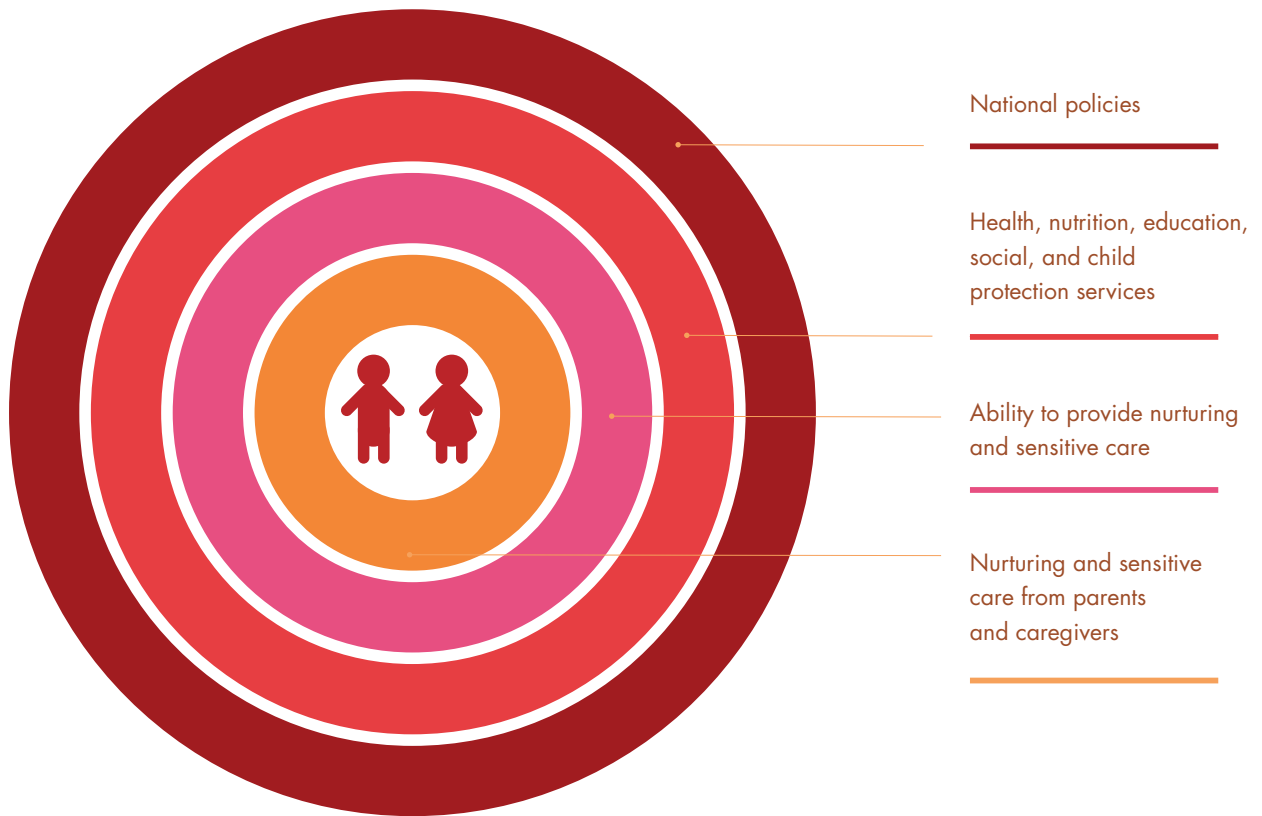 National policies
Health, nutrition, education,
social, and child
protection services
Ability to provide nurturing
and sensitive care
Nurturing and sensitive
care from parents
and caregivers